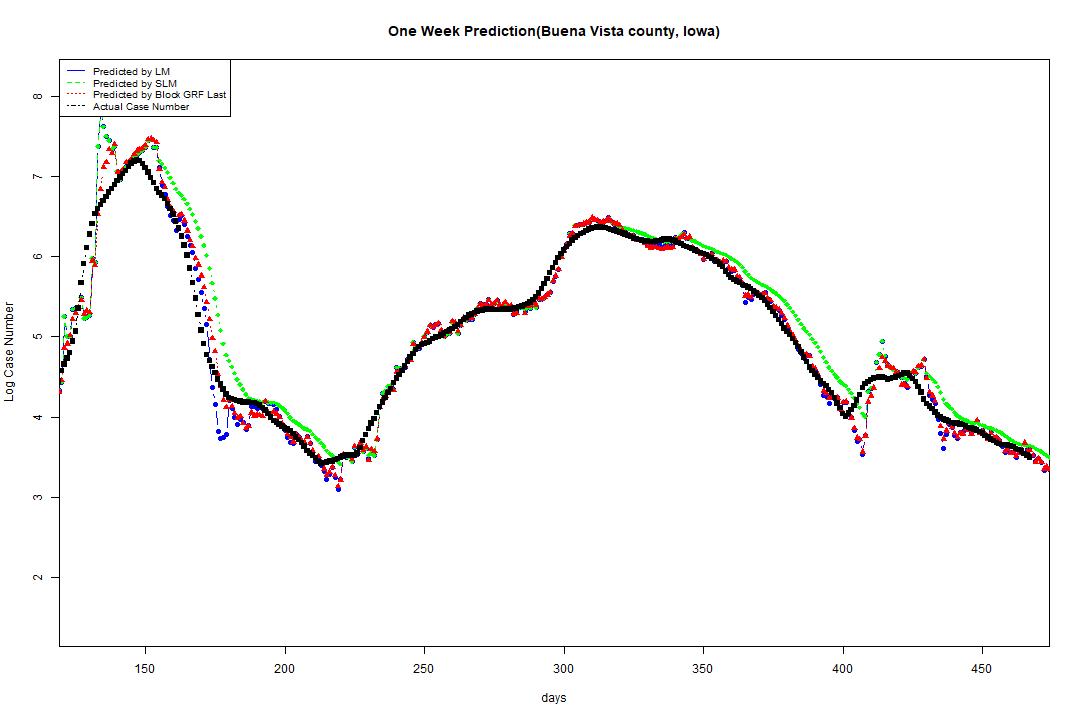 One Week Prediction(Buena Vista county, Iowa)
Predicted by LM
Predicted by SLM
Predicted by Block GRF Last
Actual Case Number
Log Case Number
8
7
6
5
4
3
2
150 200 250 300 350 400 450
days